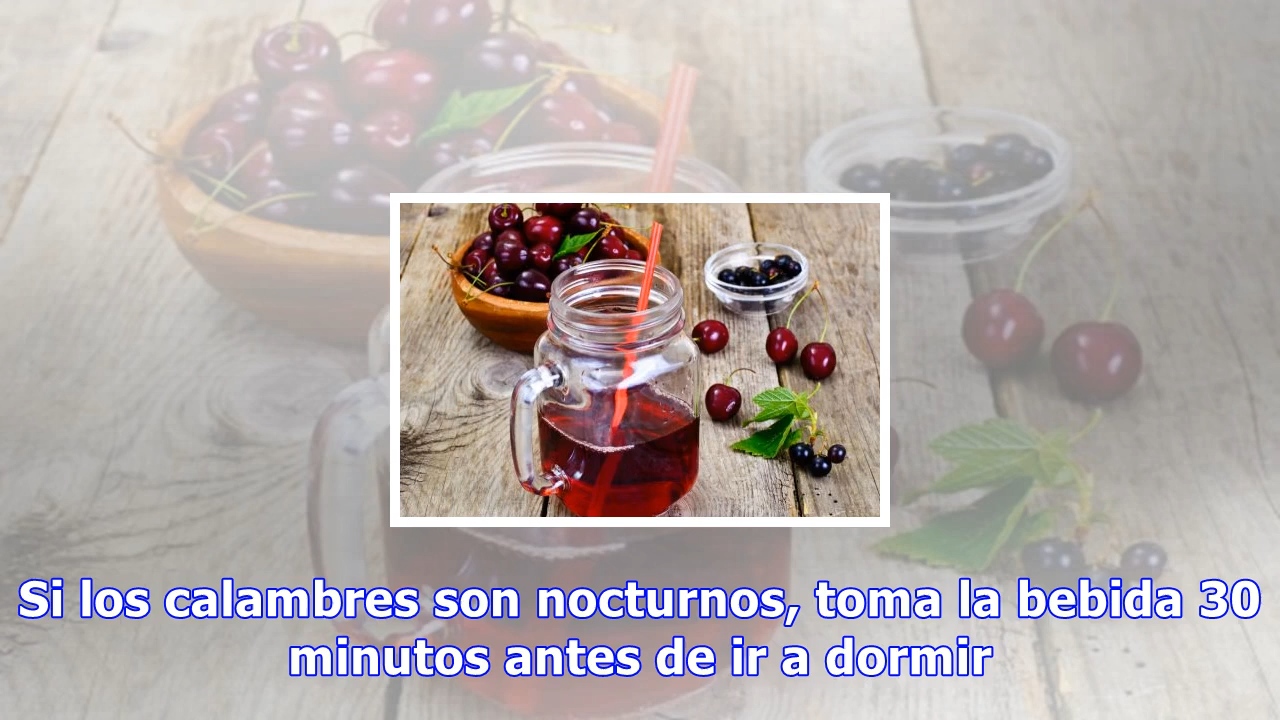 Si los calambres son nocturnos, toma la bebida 30
minutos antes de ir a dormir